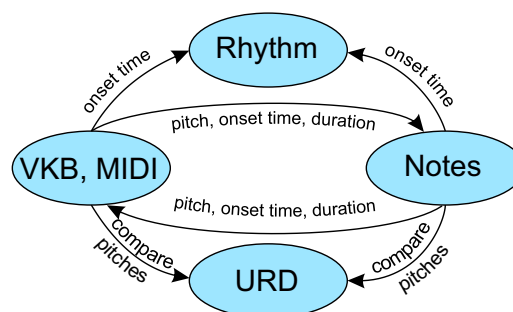 Rhythm
onset time
onset time
pitch, onset time, duration
VKB, MIDI
Notes
pitch, onset time, duration
compare
pitches
compare
pitches
URD